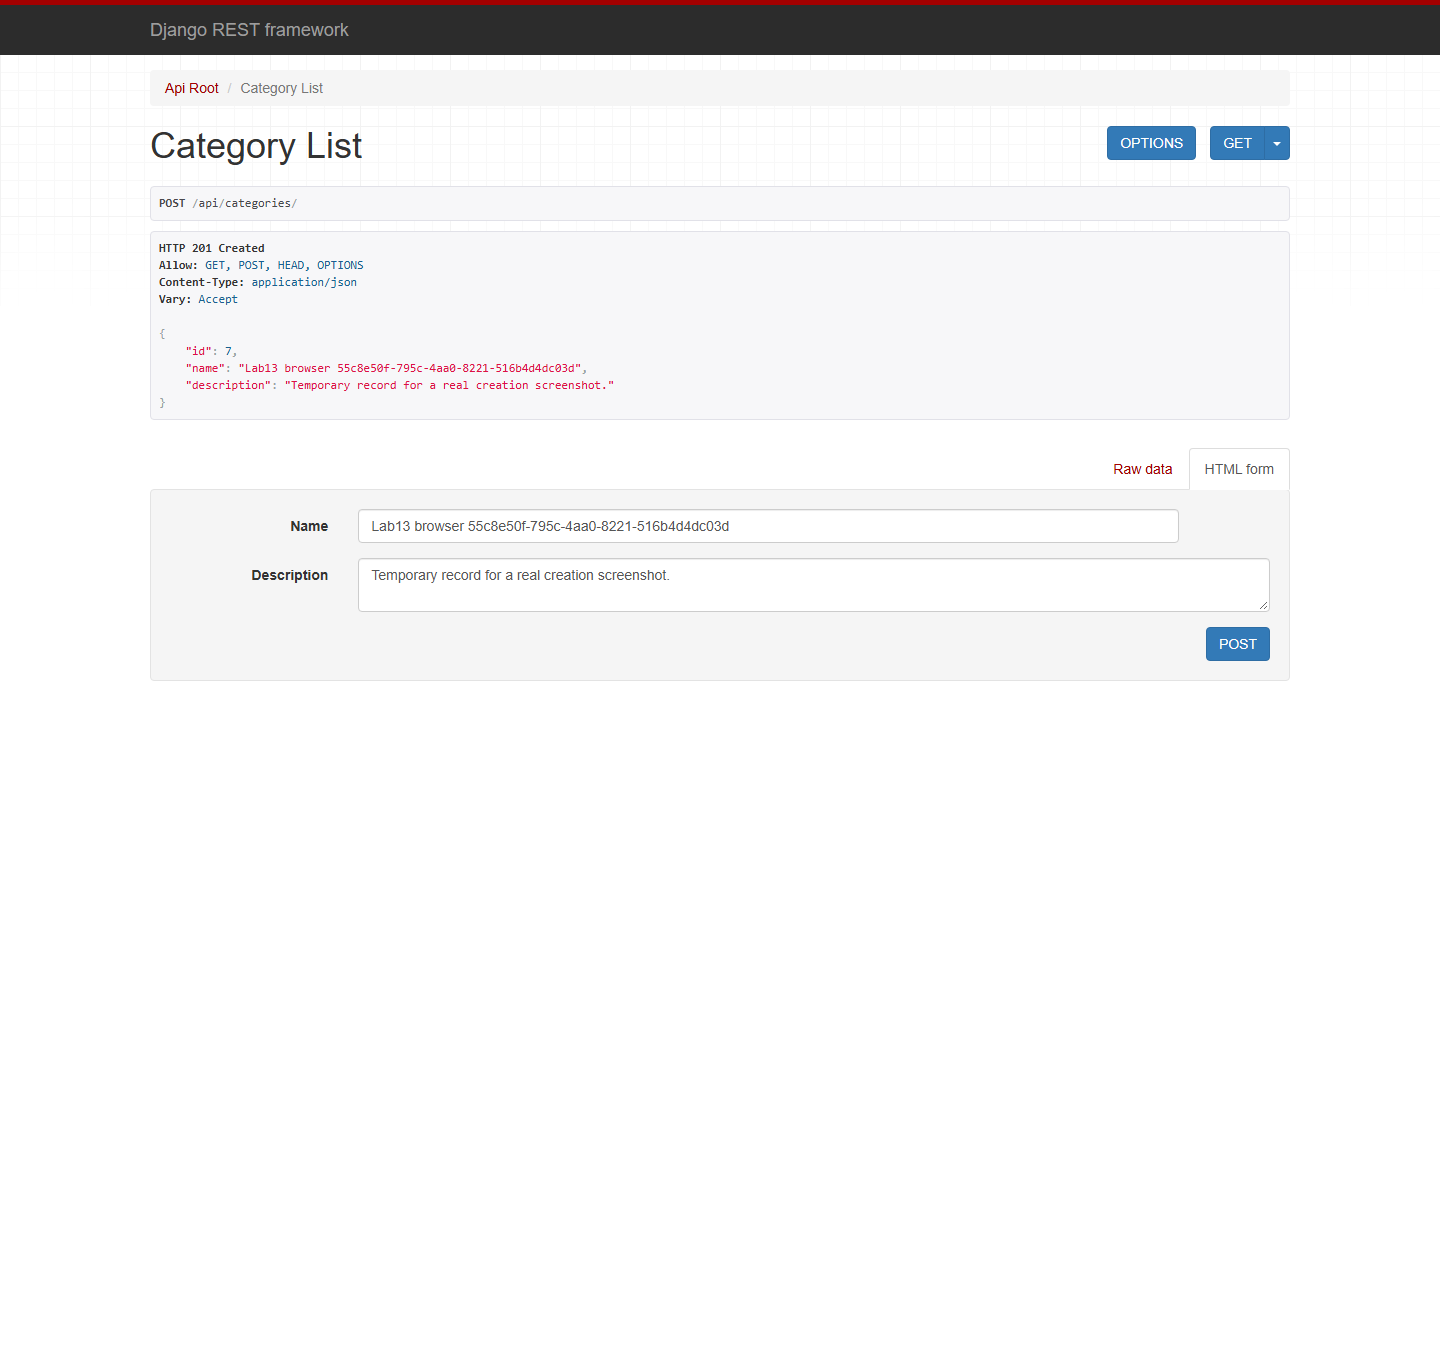 Django REST framework
Api Root / Category List
Category List
OPTIONS GET
POST /api/categories/
HTTP 201 Created
Allow: GET, POST, HEAD, OPTIONS
Content-Type: application/json
Vary: Accept
{
    "id": 7,
    "name": "Lab13 browser 55c8e50f-795c-4aa0-8221-516b4d4dc03d",
    "description": "Temporary record for a real creation screenshot."
}
Raw data HTML form
Name Lab13 browser 55c8e50f-795c-4aa0-8221-516b4d4dc03d
Description Temporary record for a real creation screenshot.
POST